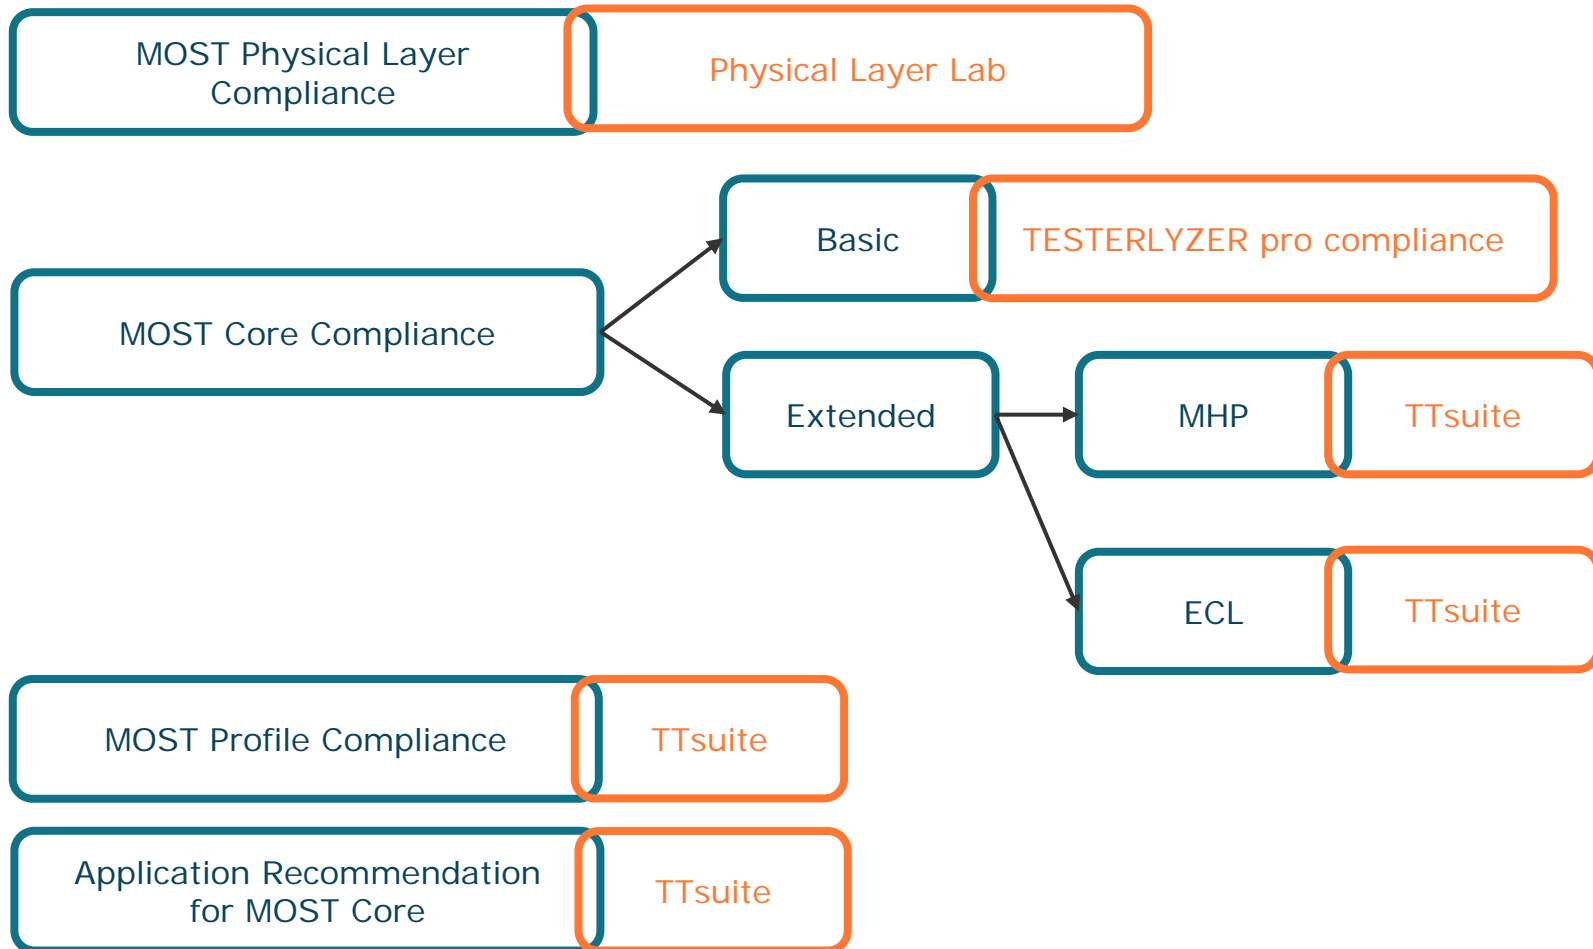 MOST Physical Layer
Compliance
Physical Layer Lab
Basic
TESTERLYZER pro compliance
MOST Core Compliance
Extended
MHP
TTsuite
ECL
TTsuite
MOST Profile Compliance
TTsuite
Application Recommendation
for MOST Core
TTsuite